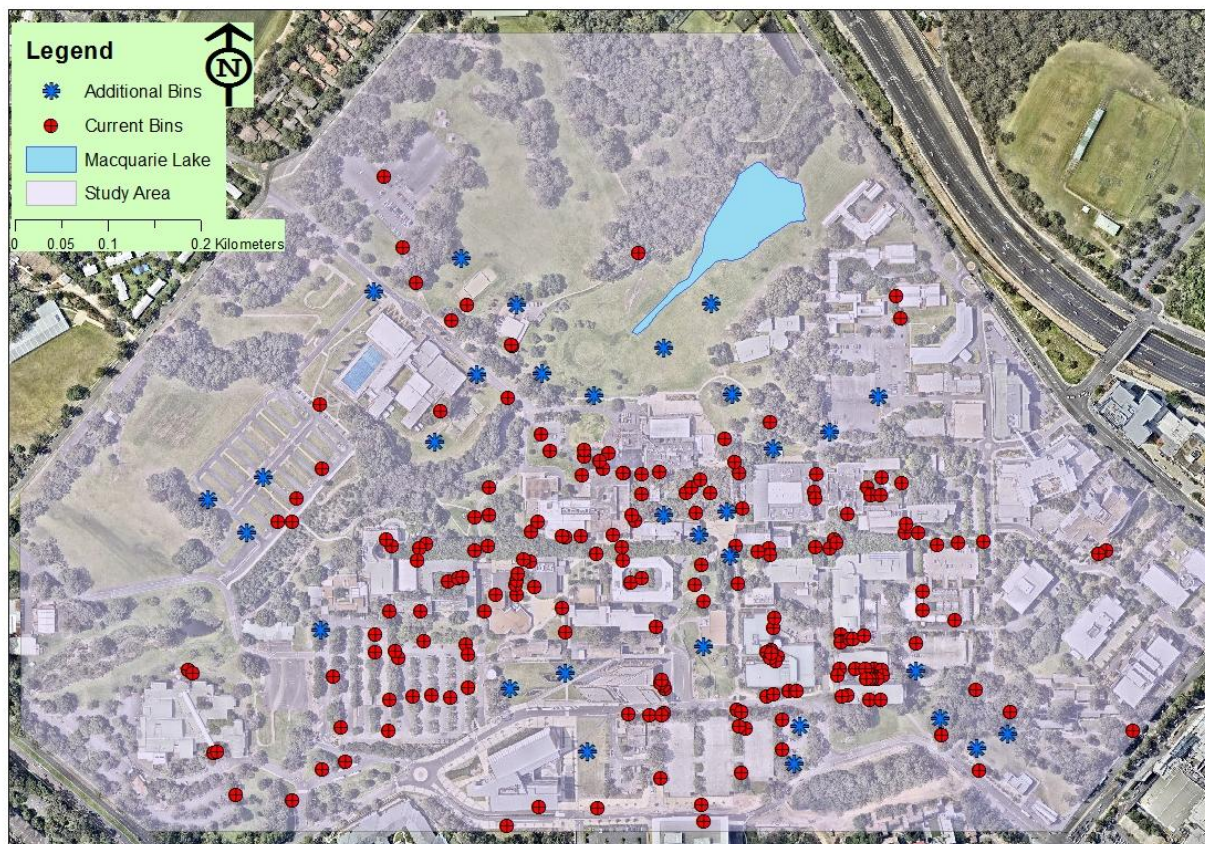 Legend
N
Additional Bins
Current Bins
Macquarie Lake
Study Area
0 0.05 0.1 0.2 Kilometers